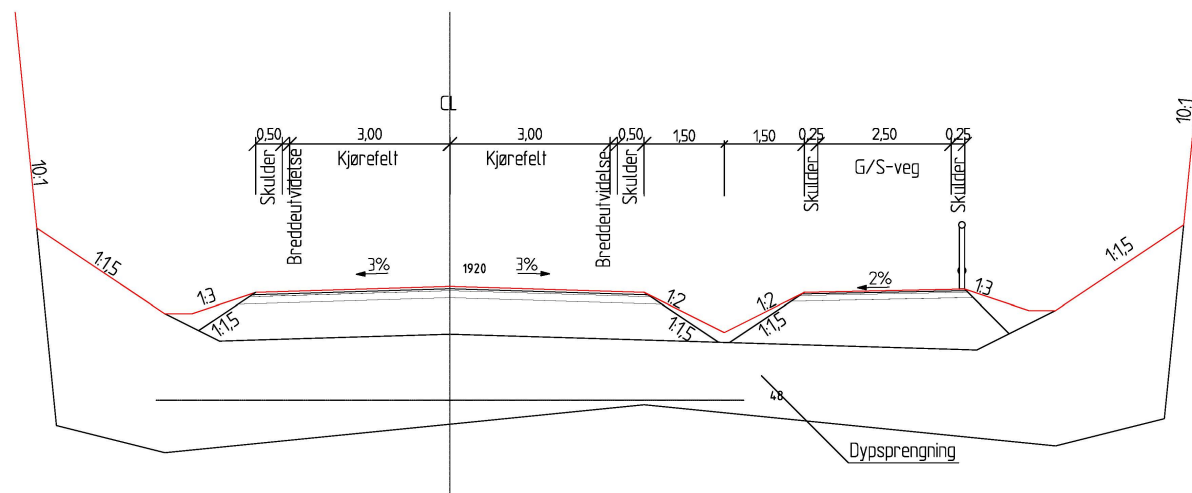 CL
0,50
3,00
3,00
0,50
1,50
1,50
0,25
2,50
0,25
Skulder
Breddeutvidelse
Kjørefelt
Kjørefelt
Breddeutvidelse
Skulder
Skulder
G/S-veg
Skulder
10:1
10:1
1:1,5
1:1,5
3%
1920
3%
2%
1:3
1:2
1:2
1:3
1:1,5
1:1,5
1:1,5
48
Dypsprengning